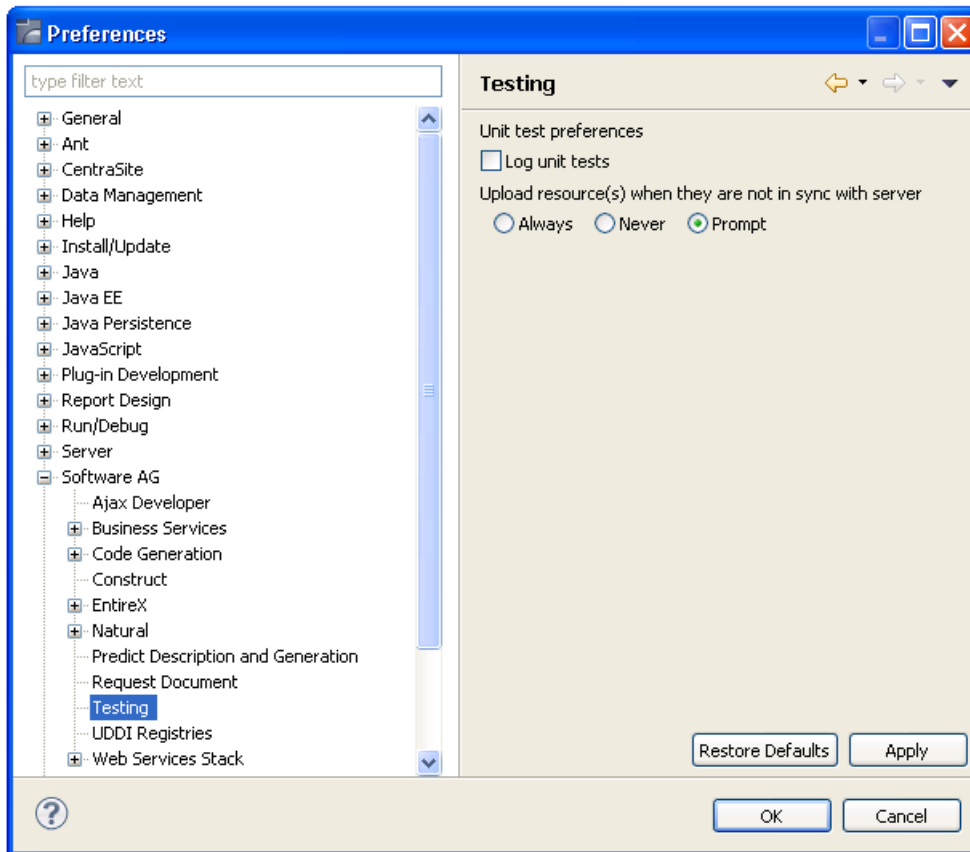 Preferences
type filter text
General
Ant
CentraSite
Data Management
Help
Install/Update
Java
Java EE
Java Persistence
JavaScript
Plug-in Development
Report Design
Run/Debug
Server
Software AG
Ajax Developer
Business Services
Code Generation
Construct
EntireX
Natural
Predict Description and Generation
Request Document
Testing
UDDI Registries
Web Services Stack
Testing
Unit test preferences
Log unit tests
Upload resource(s) when they are not in sync with server
Always Never Prompt
Restore Defaults Apply
OK Cancel